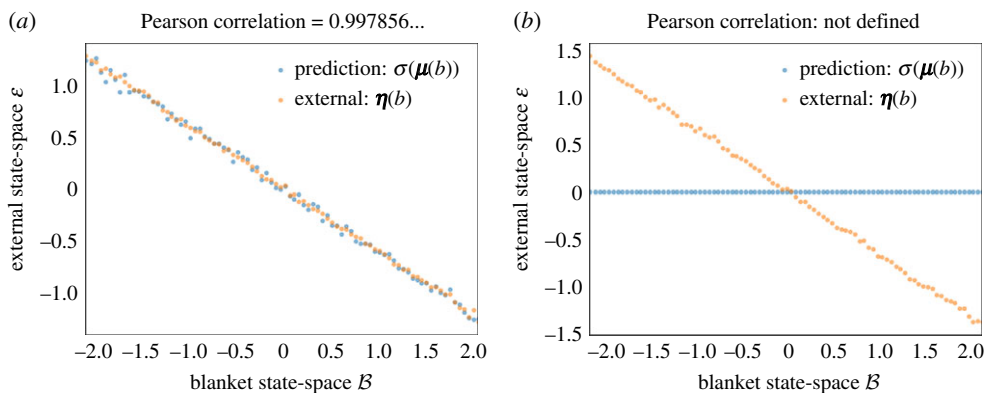 (a) Pearson correlation = 0.997856...
prediction: σ(μ(b))
external: η(b)
1.0
0.5
0
–0.5
–1.0
external state-space ε
–2.0 –1.5 –1.0 –0.5 0 0.5 1.0 1.5 2.0
blanket state-space ℬ
(b) Pearson correlation: not defined
prediction: σ(μ(b))
external: η(b)
1.5
1.0
0.5
0
–0.5
–1.0
–1.5
external state-space ε
–2.0 –1.5 –1.0 –0.5 0 0.5 1.0 1.5 2.0
blanket state-space ℬ